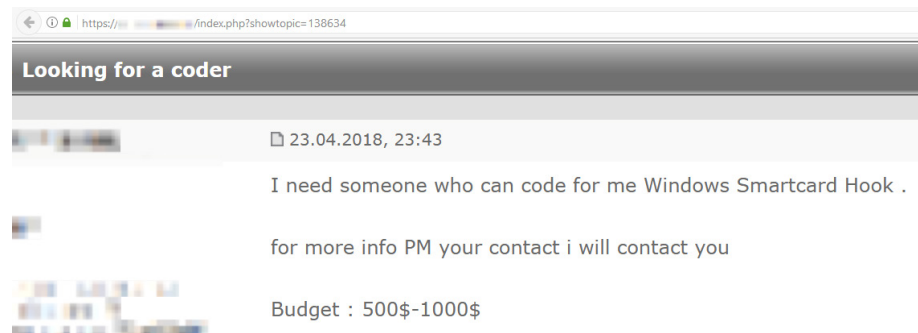 https:// /index.php?showtopic=138634
Looking for a coder
23.04.2018, 23:43
I need someone who can code for me Windows Smartcard Hook .
for more info PM your contact i will contact you
Budget : 500$-1000$